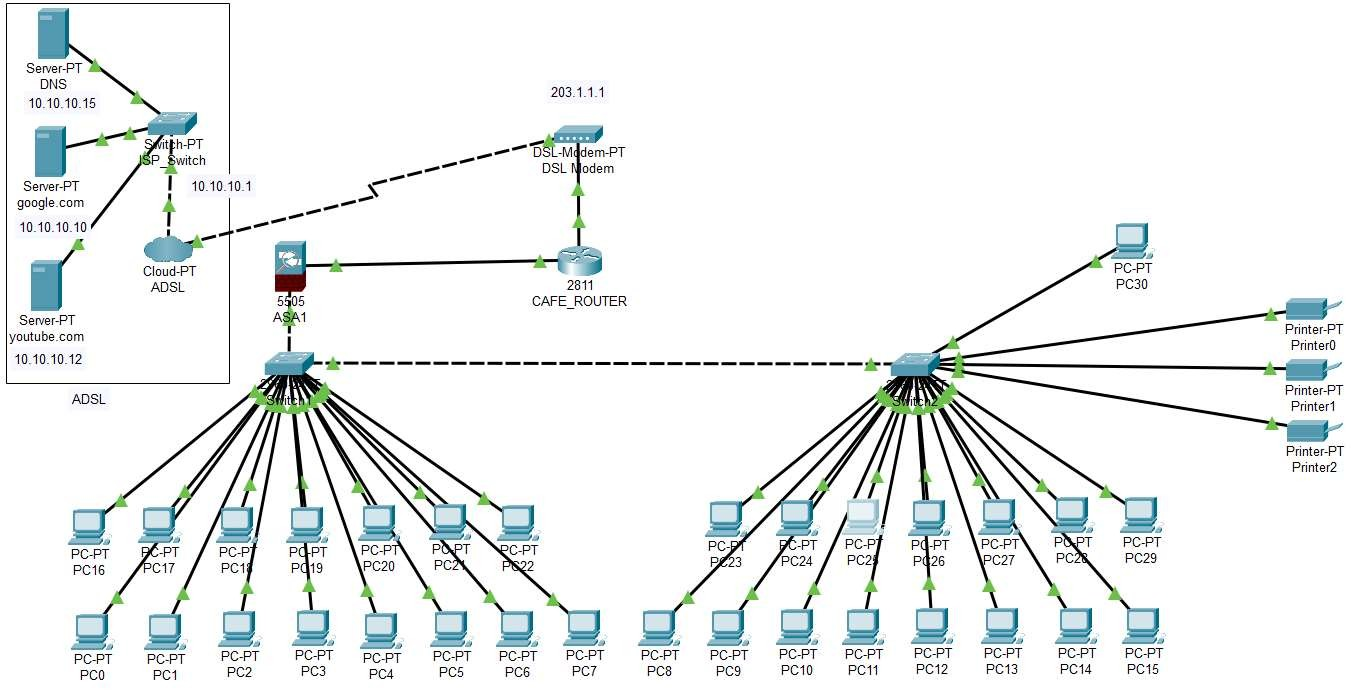 Server-PT
DNS
10.10.10.15
Switch-PT
ISP_Switch
Server-PT
google.com
10.10.10.10
10.10.10.1
Cloud-PT
ADSL
Server-PT
youtube.com
10.10.10.12
ADSL
203.1.1.1
DSL-Modem-PT
DSL Modem
2811
CAFE_ROUTER
5505
ASA1
Switch1
Switch2
PC-PT
PC30
Printer-PT
Printer0
Printer-PT
Printer1
Printer-PT
Printer2
PC-PT
PC16
PC-PT
PC17
PC-PT
PC18
PC-PT
PC19
PC-PT
PC20
PC-PT
PC21
PC-PT
PC22
PC-PT
PC23
PC-PT
PC24
PC-PT
PC25
PC-PT
PC26
PC-PT
PC27
PC-PT
PC28
PC-PT
PC29
PC-PT
PC0
PC-PT
PC1
PC-PT
PC2
PC-PT
PC3
PC-PT
PC4
PC-PT
PC5
PC-PT
PC6
PC-PT
PC7
PC-PT
PC8
PC-PT
PC9
PC-PT
PC10
PC-PT
PC11
PC-PT
PC12
PC-PT
PC13
PC-PT
PC14
PC-PT
PC15